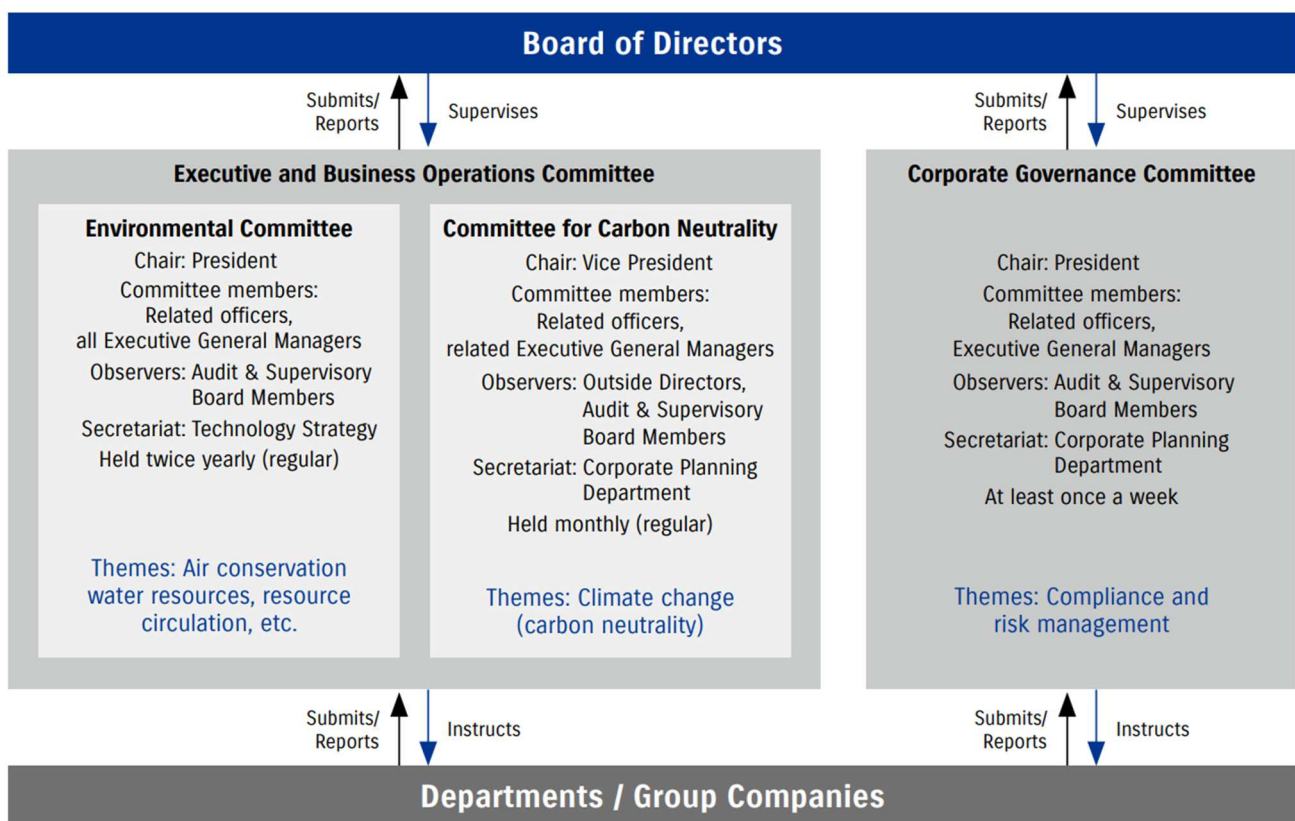 Board of Directors
Submits/
Reports
Supervises
Submits/
Reports
Supervises
Executive and Business Operations Committee
Environmental Committee
Chair: President
Committee members:
Related officers,
all Executive General Managers
Observers: Audit & Supervisory
Board Members
Secretariat: Technology Strategy
Held twice yearly (regular)
Themes: Air conservation
water resources, resource
circulation, etc.
Committee for Carbon Neutrality
Chair: Vice President
Committee members:
Related officers,
related Executive General Managers
Observers: Outside Directors,
Audit & Supervisory
Board Members
Secretariat: Corporate Planning
Department
Held monthly (regular)
Themes: Climate change
(carbon neutrality)
Corporate Governance Committee
Chair: President
Committee members:
Related officers,
Executive General Managers
Observers: Audit & Supervisory
Board Members
Secretariat: Corporate Planning
Department
At least once a week
Themes: Compliance and
risk management
Submits/
Reports
Instructs
Submits/
Reports
Instructs
Departments / Group Companies